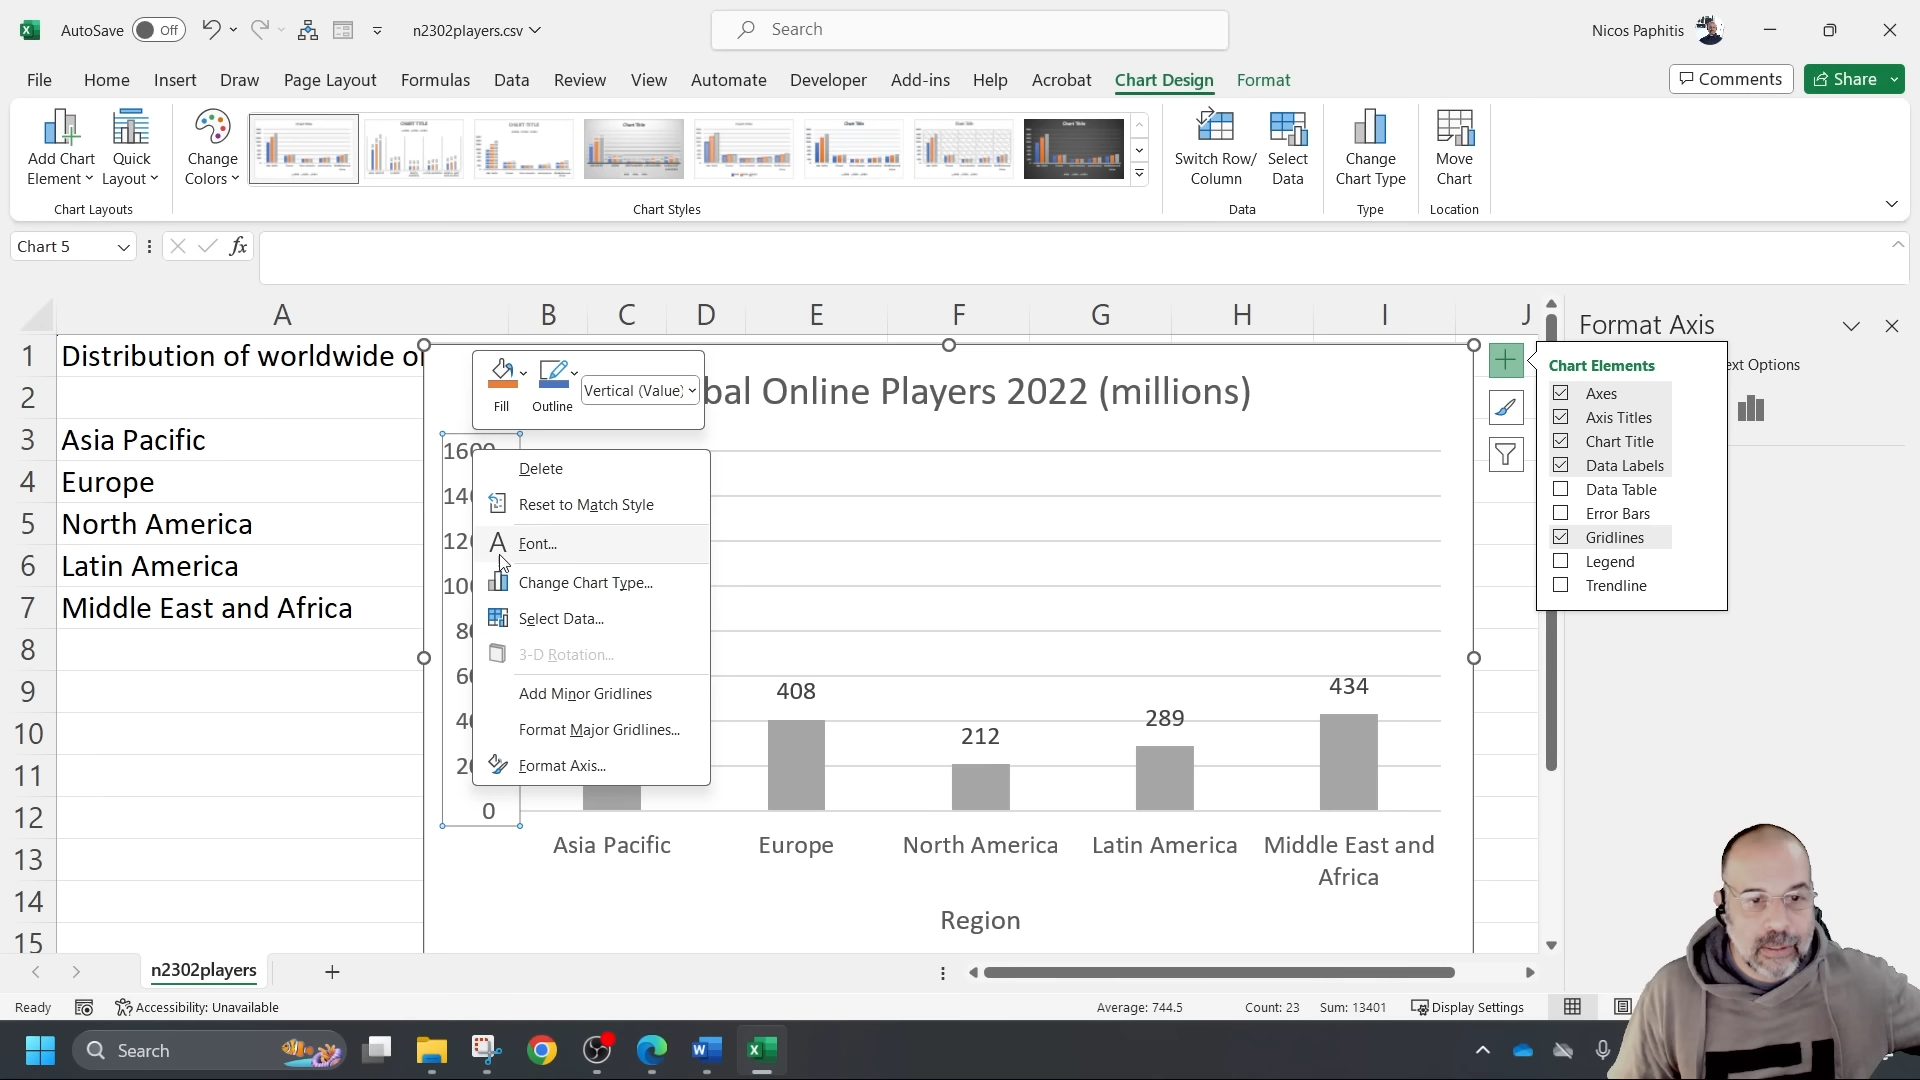 AutoSave Off
n2302players.csv
Search
Nicos Paphitis
File Home Insert Draw Page Layout Formulas Data Review View Automate Developer Add-ins Help Acrobat Chart Design Format
Comments
Share
Add Chart
Element
Quick
Layout
Change
Colors
Switch Row/
Column
Select
Data
Change
Chart Type
Move
Chart
Chart Layouts
Chart Styles
Data
Type
Location
Chart 5
fx
A B C D E F G H I J
1 Distribution of worldwide
2
3 Asia Pacific
4 Europe
5 North America
6 Latin America
7 Middle East and Africa
8
9
10
11
12
13
14
15
Fill
Outline
Vertical (Value)
Online Players 2022 (millions)
Delete
Reset to Match Style
Font...
Change Chart Type...
Select Data...
3-D Rotation...
Add Minor Gridlines
Format Major Gridlines...
Format Axis...
1600
0
408
212
289
434
Asia Pacific
Europe
North America
Latin America
Middle East and
Africa
Region
Format Axis
Text Options
Chart Elements
Axes
Axis Titles
Chart Title
Data Labels
Data Table
Error Bars
Gridlines
Legend
Trendline
n2302players
Ready
Accessibility: Unavailable
Average: 744.5
Count: 23
Sum: 13401
Display Settings
Search